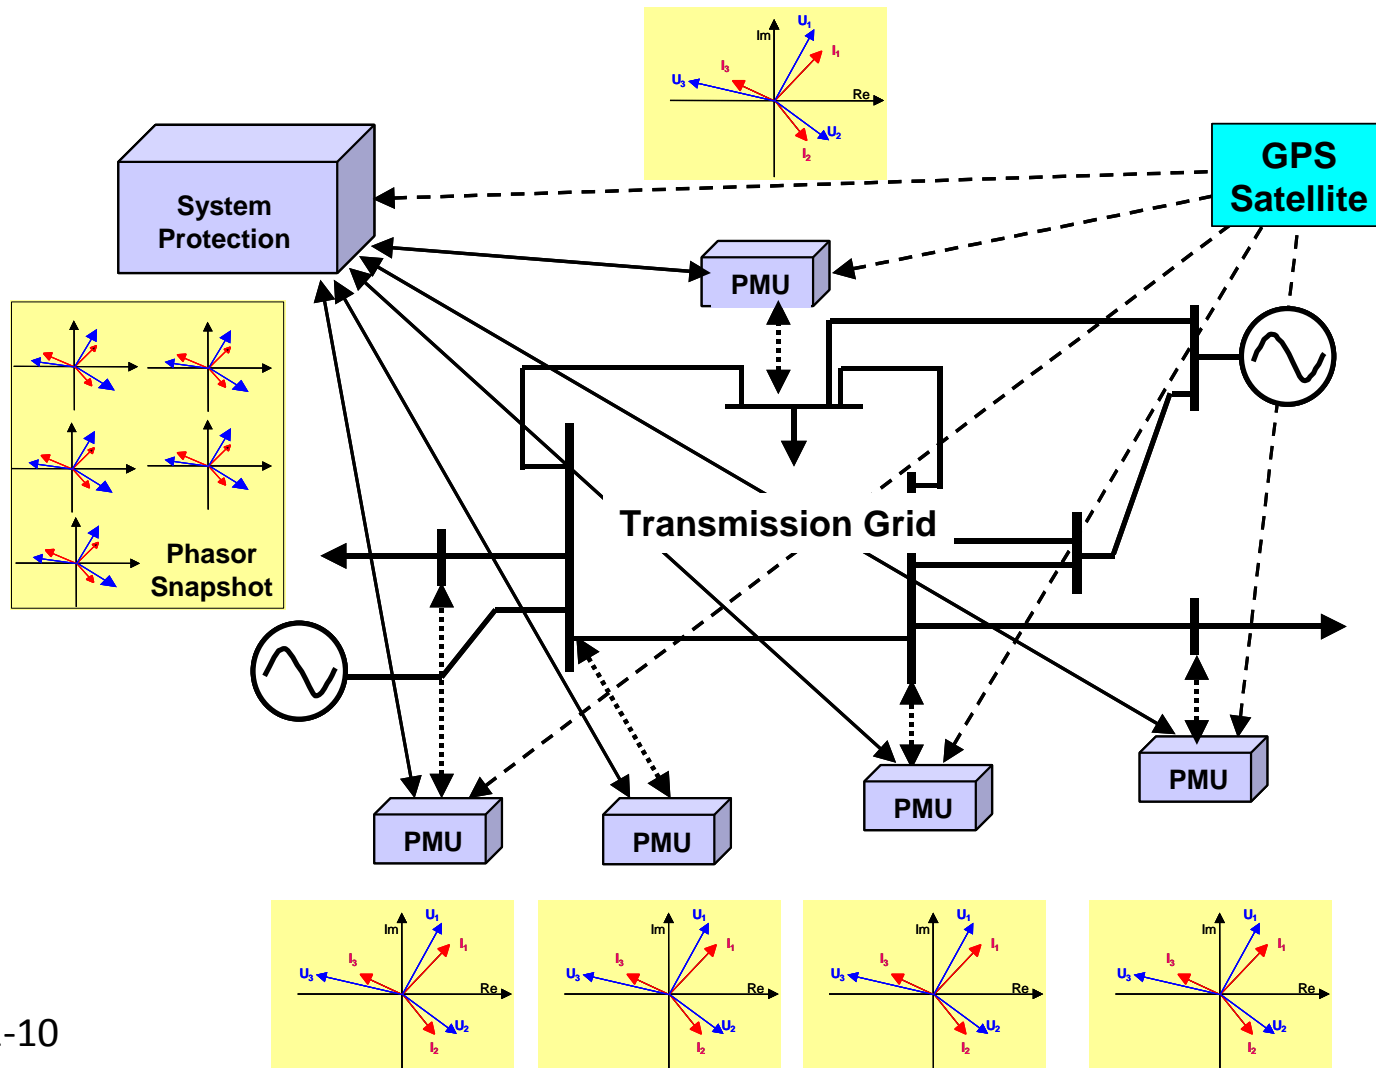 U1
Im
I1
I3
U3
Re
U2
I2
GPS
Satellite
System
Protection
PMU
Transmission Grid
Phasor
Snapshot
PMU
PMU
PMU
PMU
U1
Im
I1
I3
U3
Re
U2
I2
U1
Im
I1
I3
U3
Re
U2
I2
U1
Im
I1
I3
U3
Re
U2
I2
U1
Im
I1
I3
U3
Re
U2
I2
-10